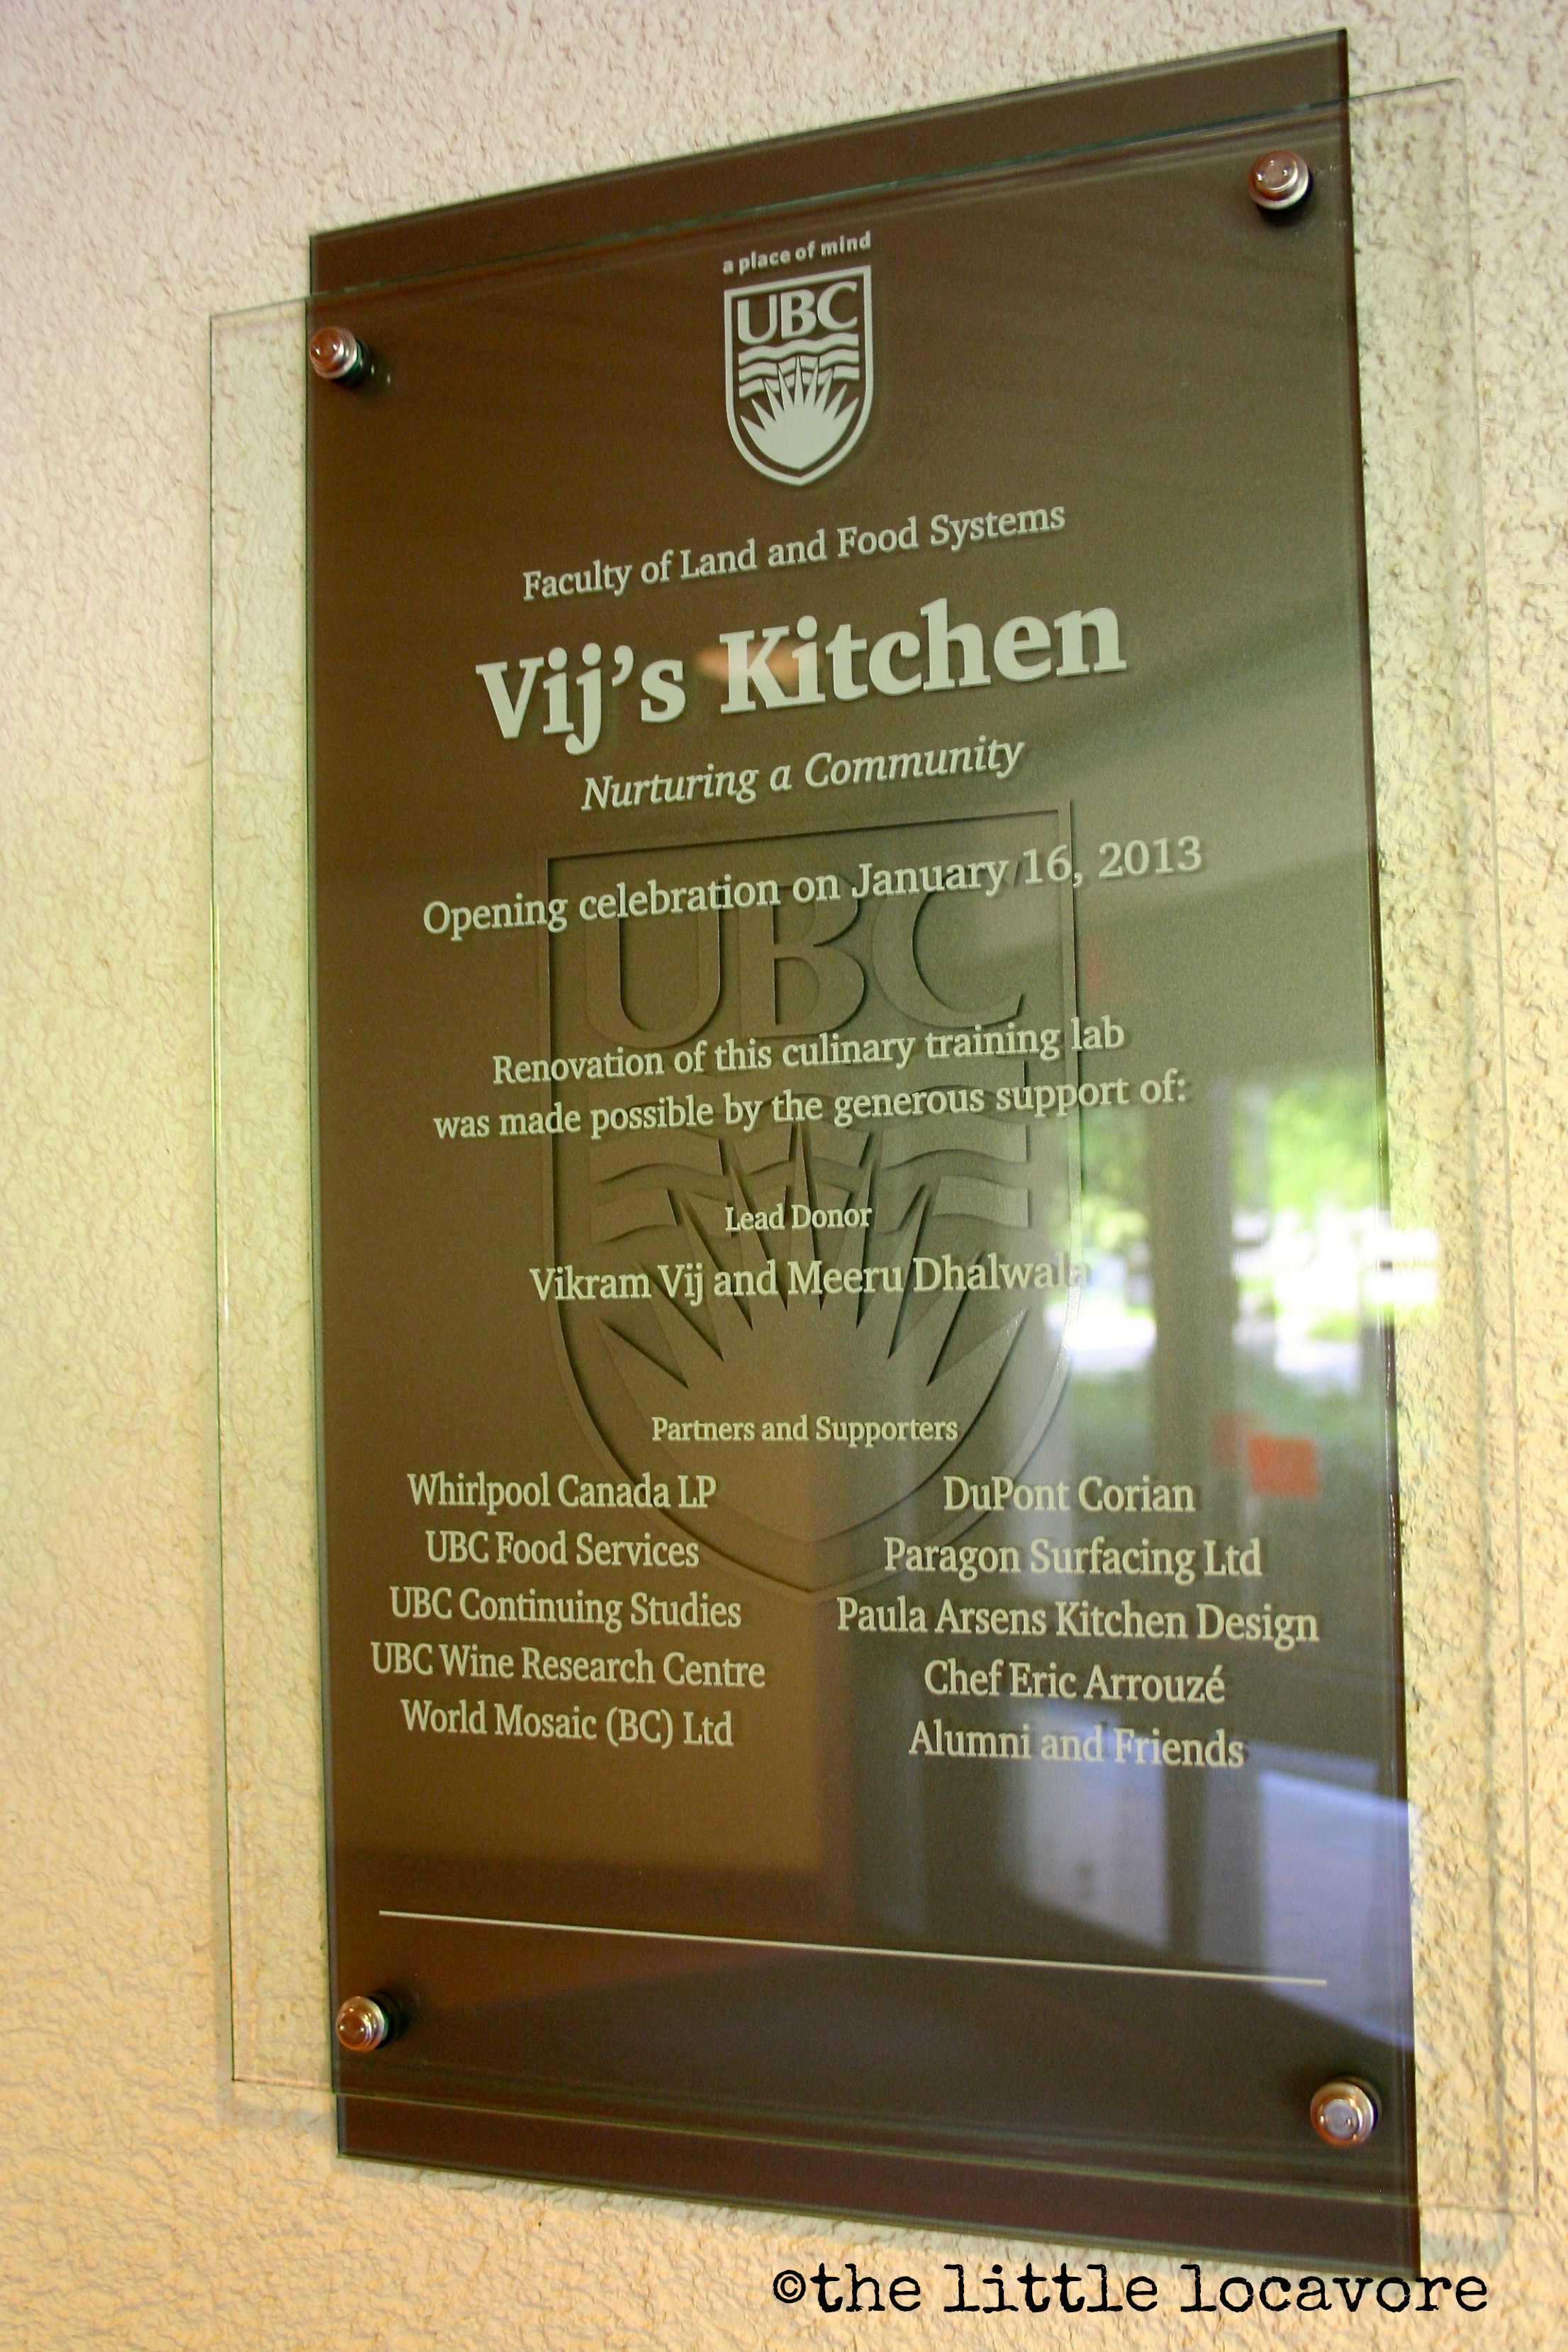 a place of mind
UBC
Faculty of Land and Food Systems
Vij's Kitchen
Nurturing a Community
Opening celebration on January 16, 2013
UBC
Renovation of this culinary training lab
was made possible by the generous support of:
Lead Donor
Vikram Vij and Meeru Dhalwala
Partners and Supporters
Whirlpool Canada LP
UBC Food Services
UBC Continuing Studies
UBC Wine Research Centre
World Mosaic (BC) Ltd
DuPont Corian
Paragon Surfacing Ltd
Paula Arsens Kitchen Design
Chef Eric Arrouzé
Alumni and Friends
©the little locavore